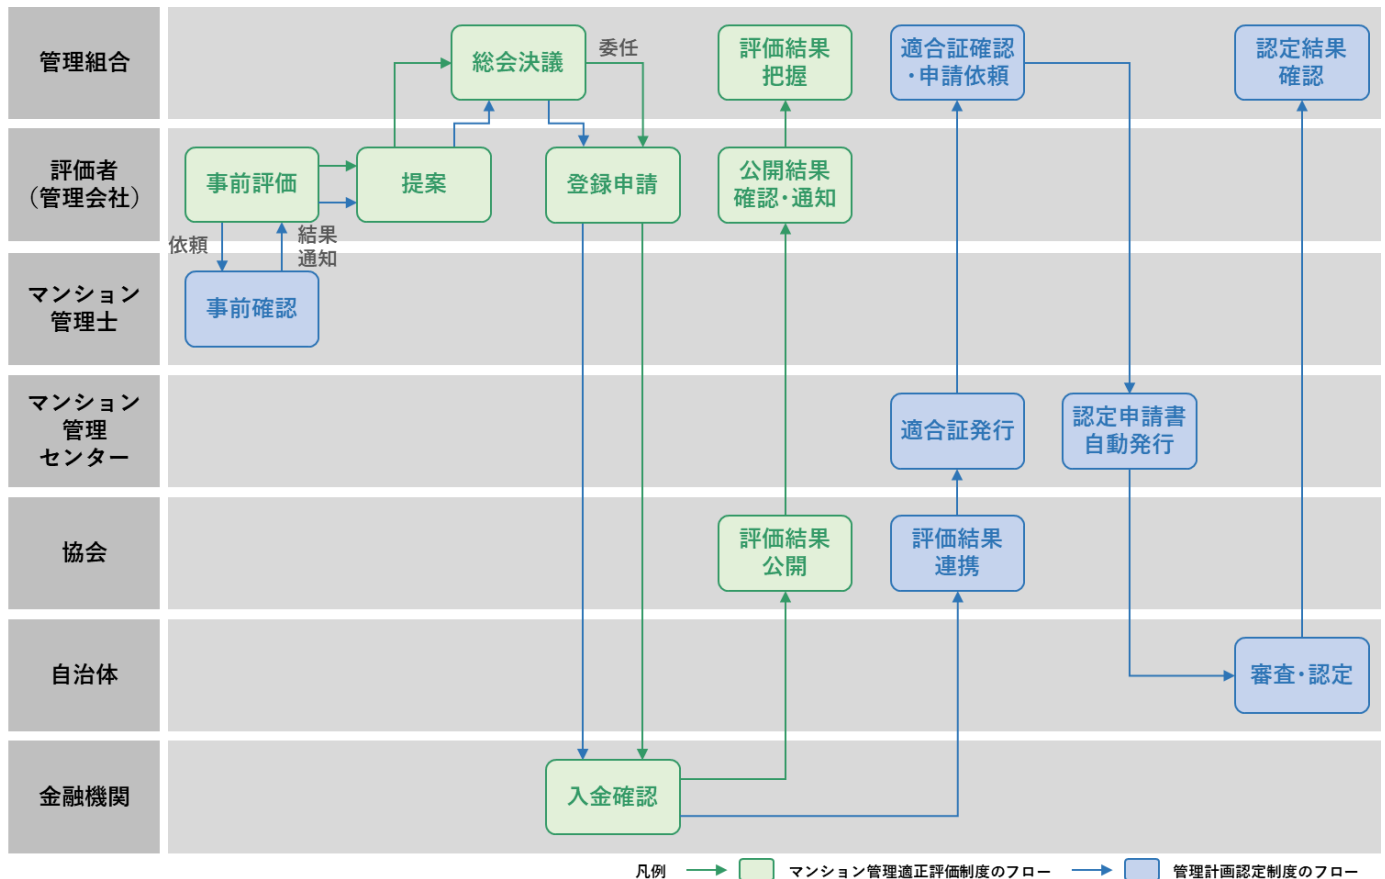 管理組合
総会決議
委任
評価結果
把握
適合証確認
・申請依頼
認定結果
確認
評価者
（管理会社）
事前評価
提案
登録申請
公開結果
確認・通知
依頼
結果
通知
マンション
管理士
事前確認
マンション
管理
センター
適合証発行
認定申請書
自動発行
協会
評価結果
公開
評価結果
連携
自治体
審査・認定
金融機関
入金確認
凡例
マンション管理適正評価制度のフロー
管理計画認定制度のフロー